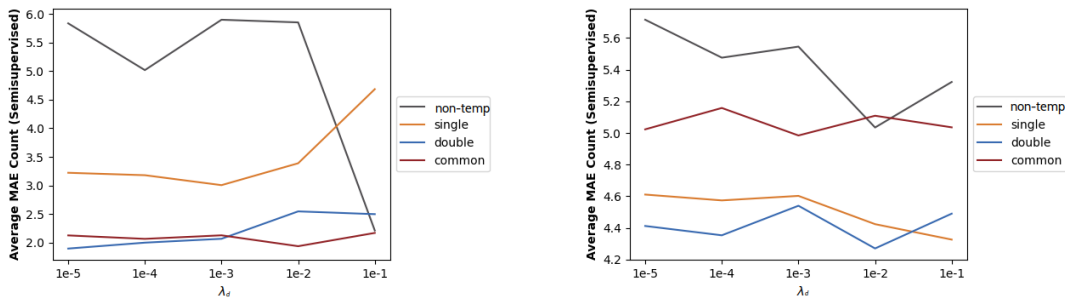 Average MAE Count (Semisupervised)
6.0
5.5
5.0
4.5
4.0
3.5
3.0
2.5
2.0
1e-5 1e-4 1e-3 1e-2 1e-1
λd
non-temp
single
double
common
Average MAE Count (Semisupervised)
5.6
5.4
5.2
5.0
4.8
4.6
4.4
4.2
1e-5 1e-4 1e-3 1e-2 1e-1
λd
non-temp
single
double
common